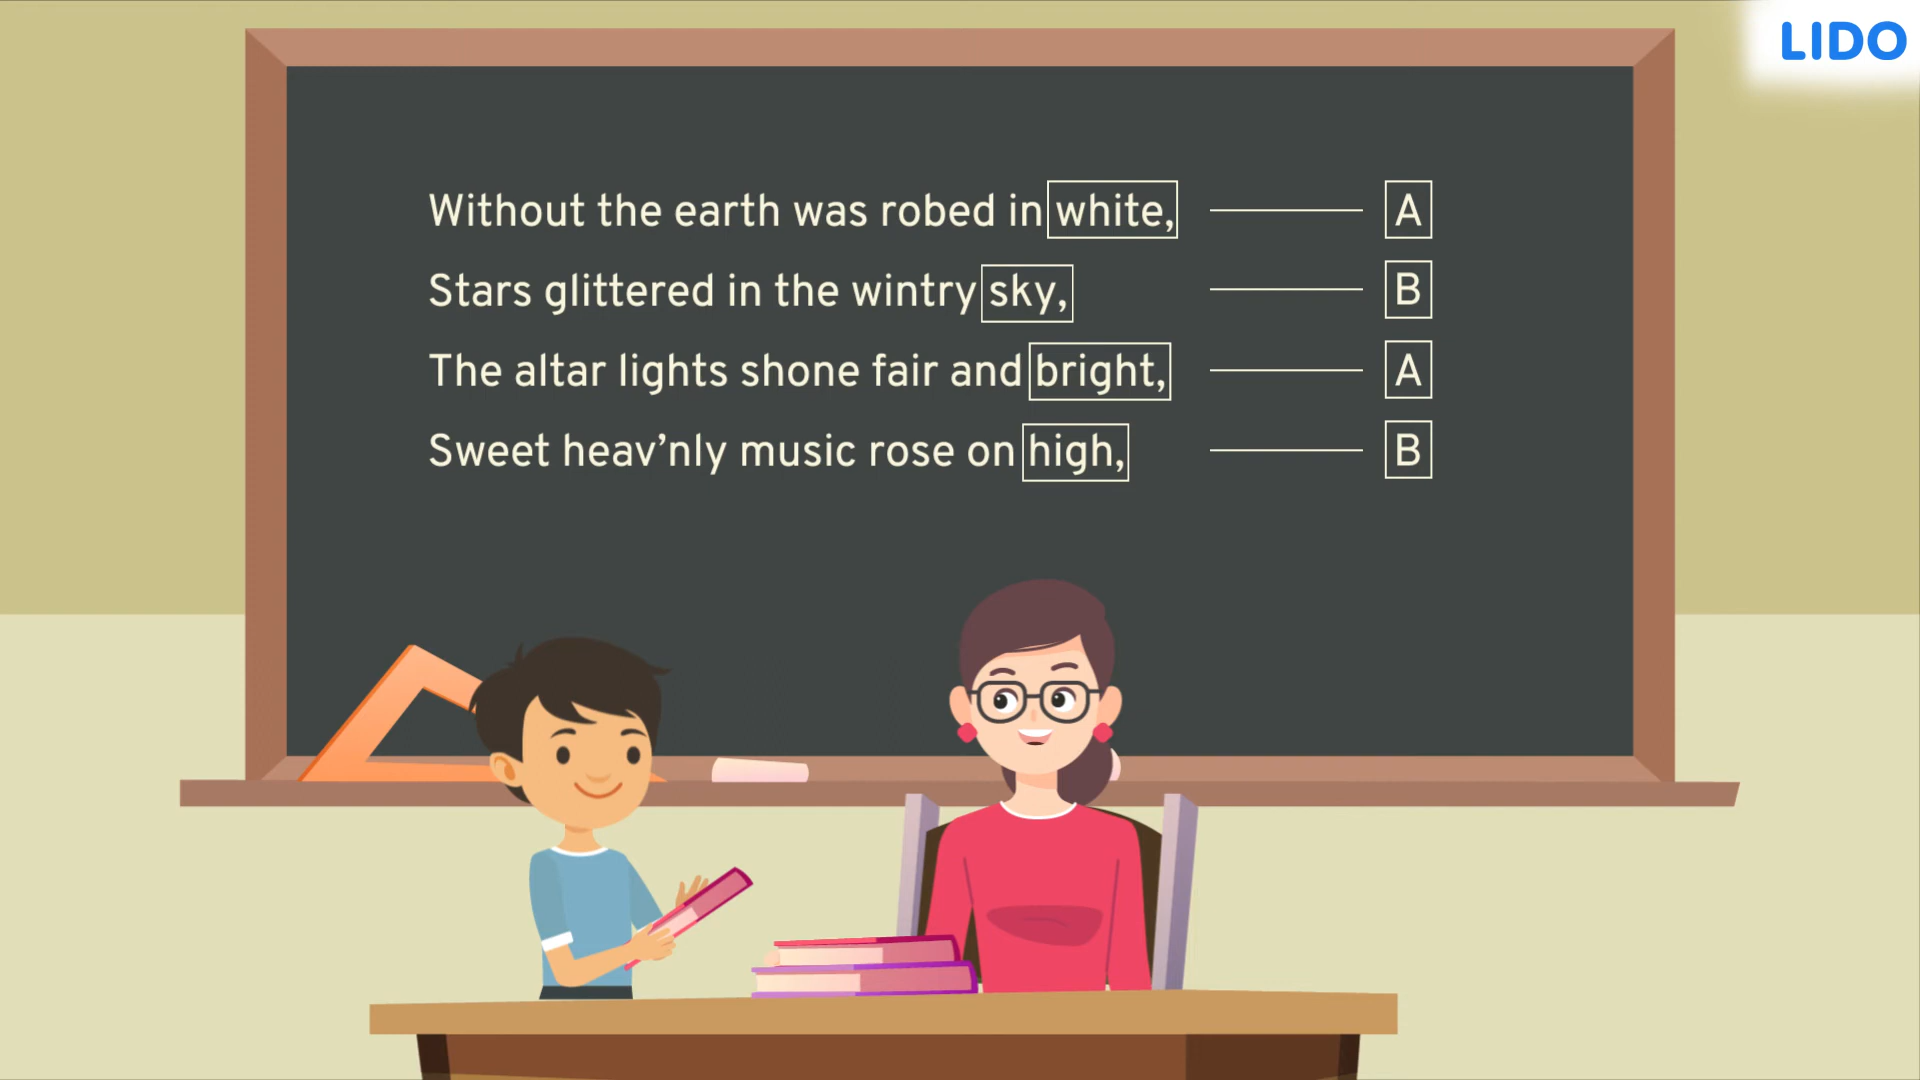 LIDO
Without the earth was robed in white, A
Stars glittered in the wintry sky, B
The altar lights shone fair and bright, A
Sweet heav’nly music rose on high, B